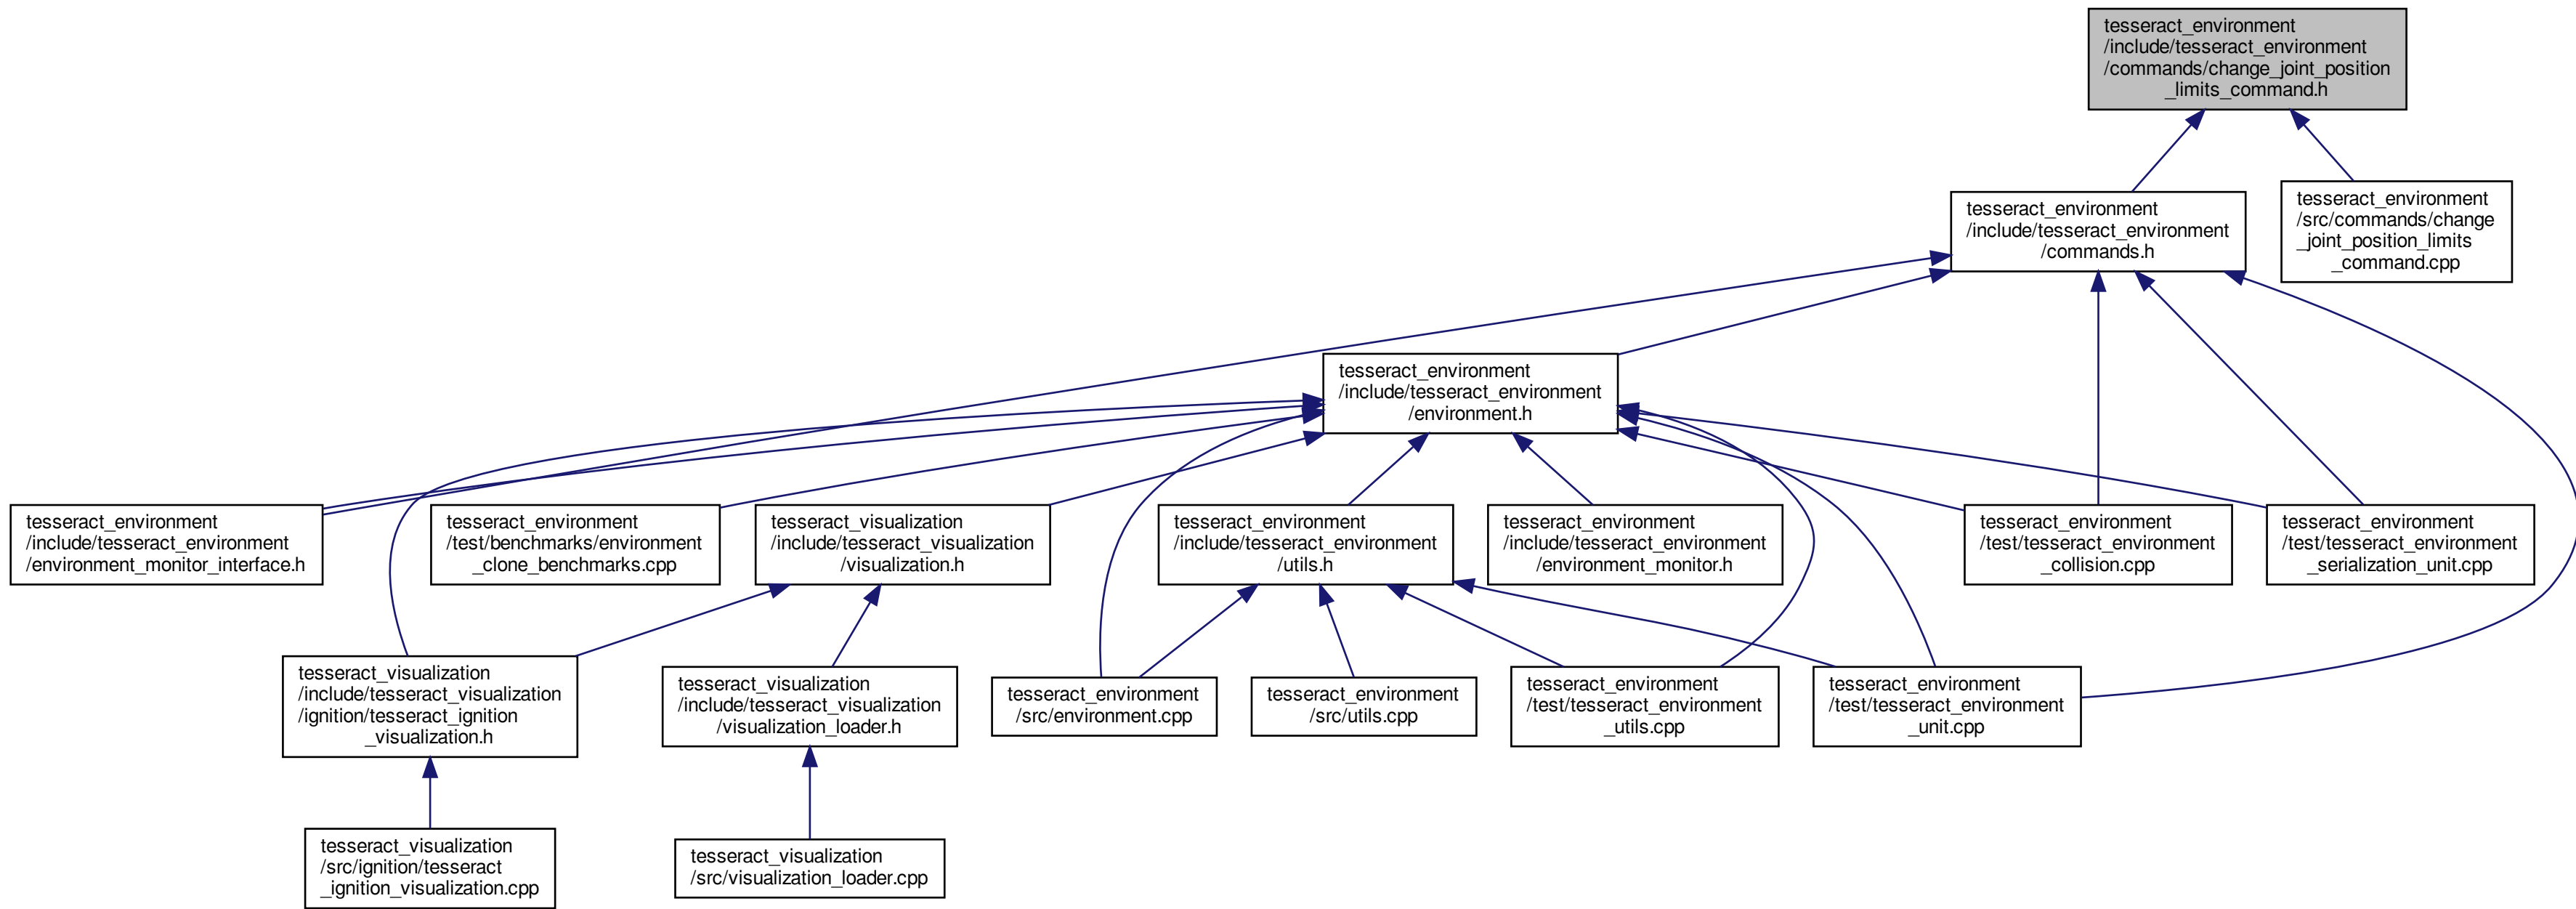 tesseract_environment
/include/tesseract_environment
/commands/change_joint_position
_limits_command.h
tesseract_environment
/include/tesseract_environment
/commands.h
tesseract_environment
/src/commands/change
_joint_position_limits
_command.cpp
tesseract_environment
/include/tesseract_environment
/environment.h
tesseract_environment
/include/tesseract_environment
/environment_monitor_interface.h
tesseract_environment
/test/benchmarks/environment
_clone_benchmarks.cpp
tesseract_visualization
/include/tesseract_visualization
/visualization.h
tesseract_environment
/include/tesseract_environment
/utils.h
tesseract_environment
/include/tesseract_environment
/environment_monitor.h
tesseract_environment
/test/tesseract_environment
_collision.cpp
tesseract_environment
/test/tesseract_environment
_serialization_unit.cpp
tesseract_visualization
/include/tesseract_visualization
/ignition/tesseract_ignition
_visualization.h
tesseract_visualization
/include/tesseract_visualization
/visualization_loader.h
tesseract_environment
/src/environment.cpp
tesseract_environment
/src/utils.cpp
tesseract_environment
/test/tesseract_environment
_utils.cpp
tesseract_environment
/test/tesseract_environment
_unit.cpp
tesseract_visualization
/src/ignition/tesseract
_ignition_visualization.cpp
tesseract_visualization
/src/visualization_loader.cpp